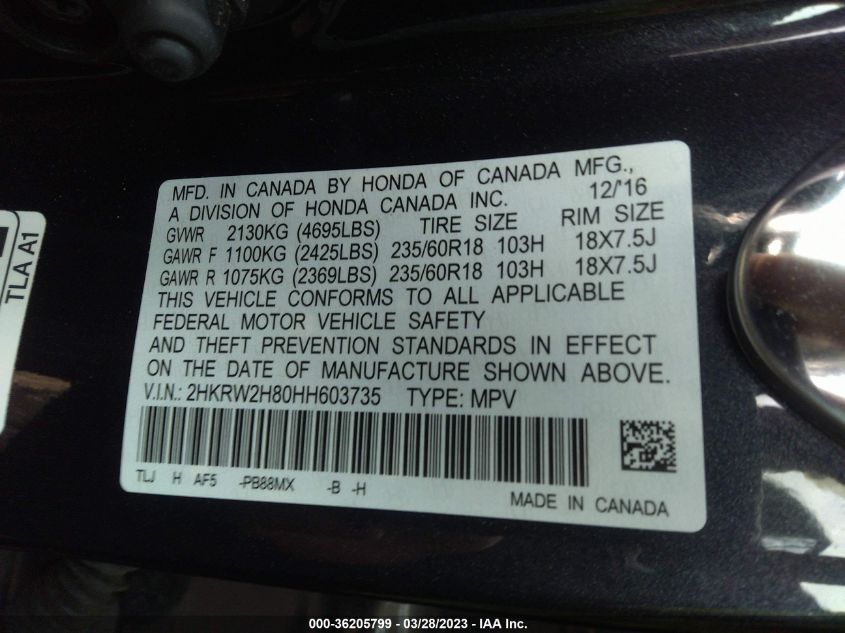 MFD. IN CANADA BY HONDA OF CANADA MFG.,
A DIVISION OF HONDA CANADA INC. 12/'16
GVWR 2130KG (4695LBS) TIRE SIZE RIM SIZE
GAWR F 1100KG (2425LBS) 235/60R18 103H 18X7.5J
GAWR R 1075KG (2369LBS) 235/60R18 103H 18X7.5J
THIS VEHICLE CONFORMS TO ALL APPLICABLE
FEDERAL MOTOR VEHICLE SAFETY
AND THEFT PREVENTION STANDARDS IN EFFECT
ON THE DATE OF MANUFACTURE SHOWN ABOVE.
V.I.N.: 2HKRW2H80HH603735 TYPE: MPV
TLJ H AF5 -PB88MX -B -H
MADE IN CANADA
TLA A1
000-36205799 - 03/28/2023 - IAA Inc.